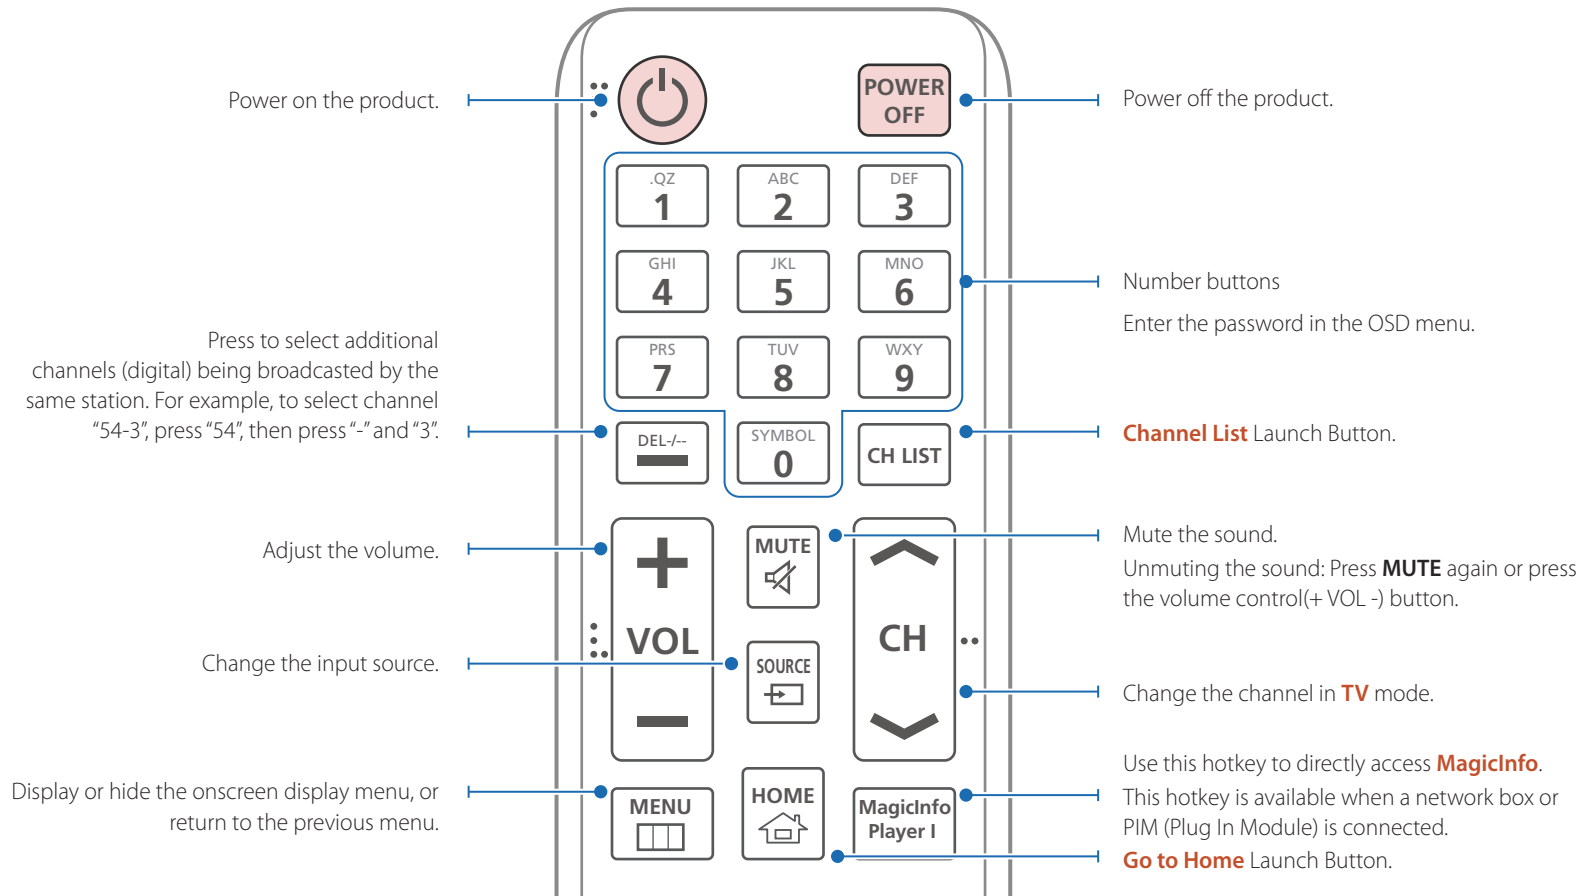 Power on the product.
POWER
OFF
Power off the product.
.QZ
1
ABC
2
DEF
3
GHI
4
JKL
5
MNO
6
Number buttons
Enter the password in the OSD menu.
PRS
7
TUV
8
WXY
9
Press to select additional
channels (digital) being broadcasted by the
same station. For example, to select channel
“54-3”, press “54”, then press “-” and “3”.
DEL-/--
SYMBOL
0
CH LIST
Channel List Launch Button.
Adjust the volume.
VOL
MUTE
CH
Mute the sound.
Unmuting the sound: Press MUTE again or press
the volume control(+ VOL -) button.
Change the input source.
SOURCE
Change the channel in TV mode.
Display or hide the onscreen display menu, or
return to the previous menu.
MENU
HOME
MagicInfo
Player I
Use this hotkey to directly access MagicInfo.
This hotkey is available when a network box or
PIM (Plug In Module) is connected.
Go to Home Launch Button.